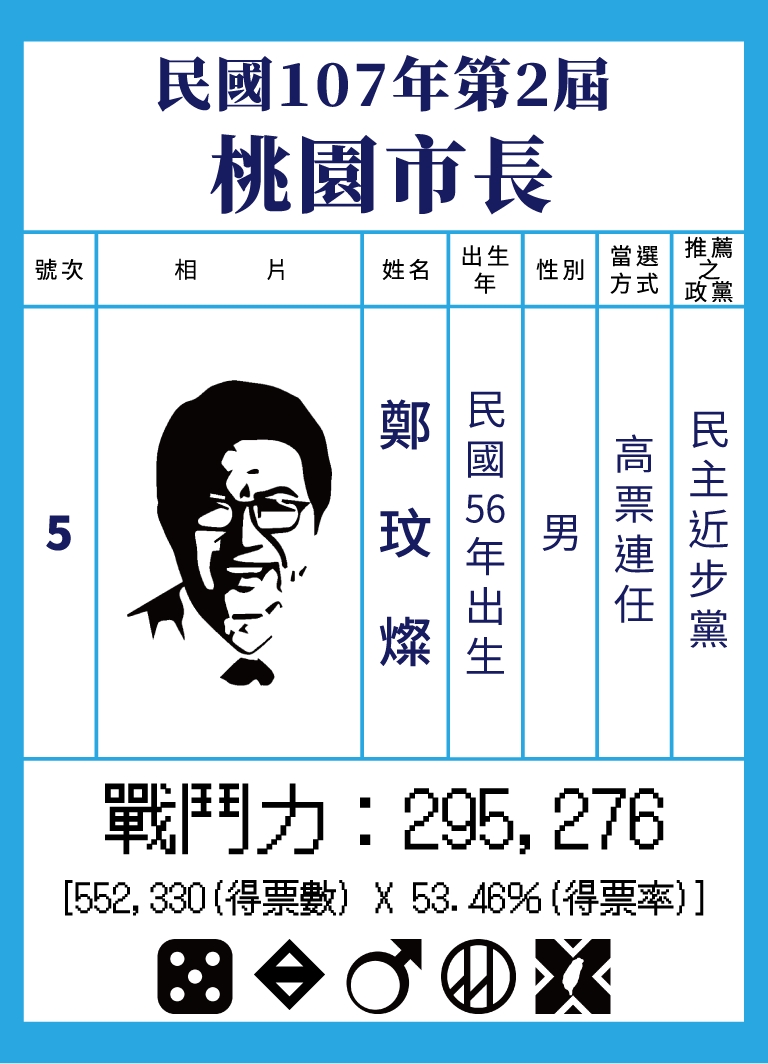 民國107年第2屆
桃園市長
號次
相片
姓名
出生
年
性別
當選
方式
推薦
之
政黨
5
鄭玟燦
民國56年出生
男
高票連任
民主近步黨
戰鬥力：295,276
[552,330(得票數) X 53.46%(得票率)]